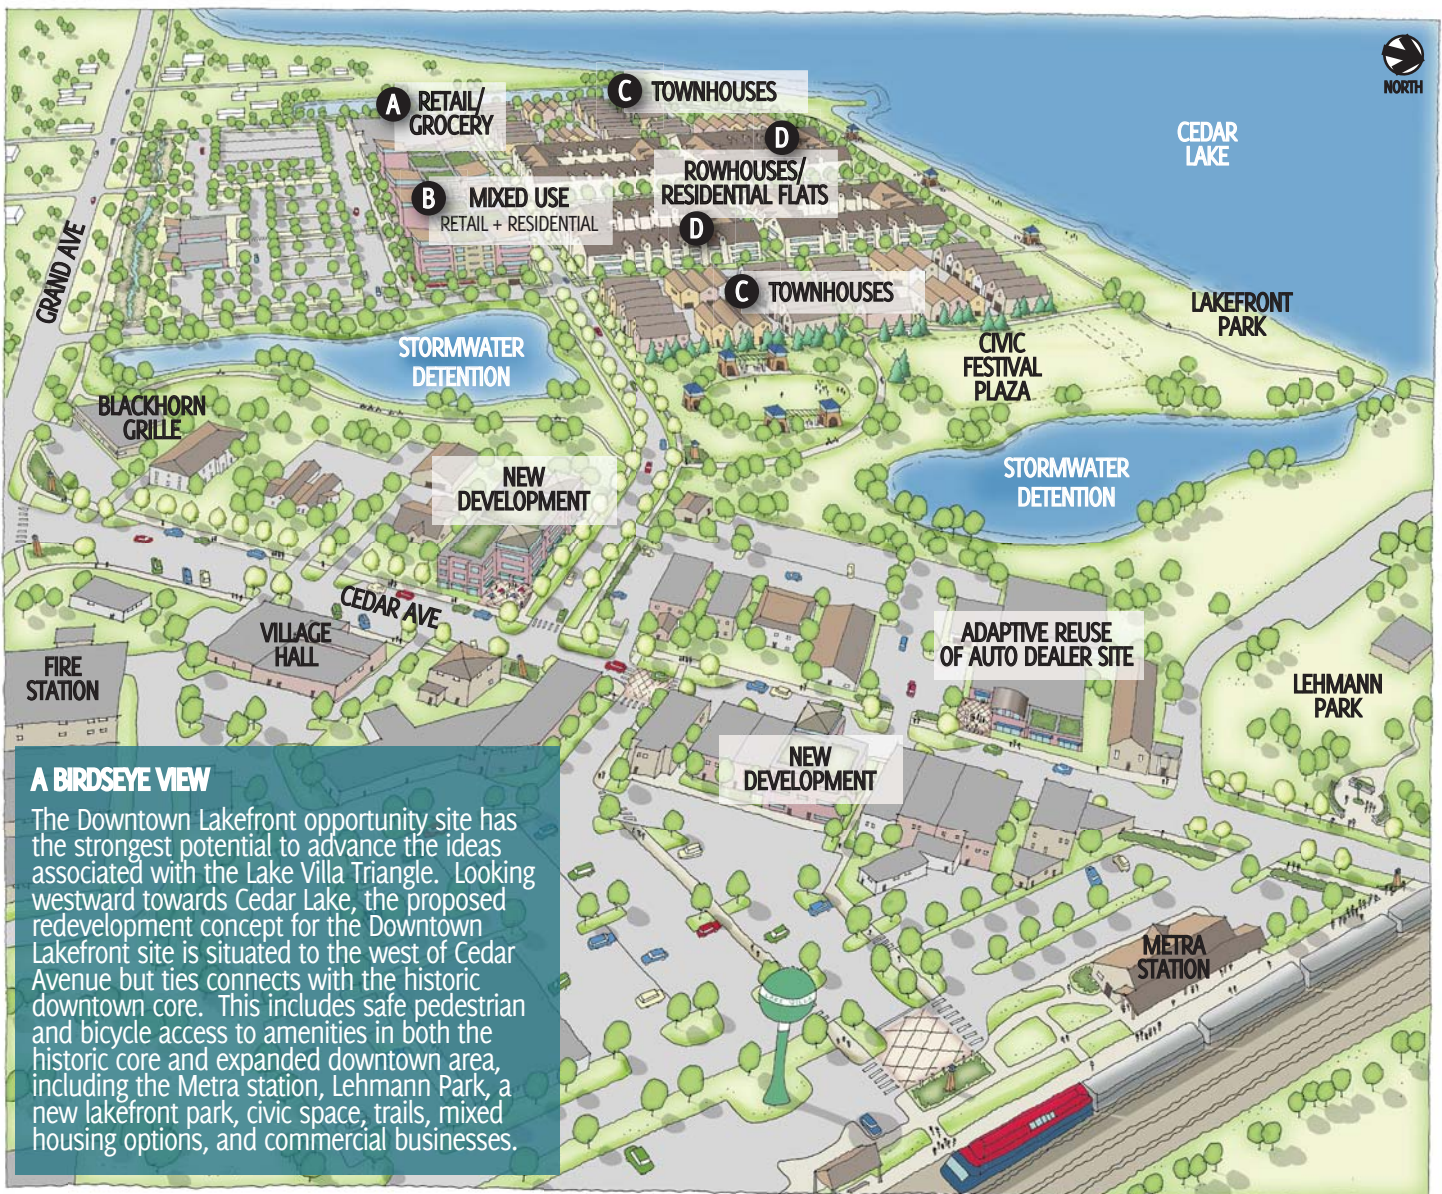 NORTH
CEDAR
LAKE
C TOWNHOUSES
A RETAIL/
GROCERY
D
ROWHOUSES/
RESIDENTIAL FLATS
B MIXED USE
RETAIL + RESIDENTIAL
D
GRAND AVE
C TOWNHOUSES
LAKEFRONT
PARK
STORMWATER
DETENTION
CIVIC
FESTIVAL
PLAZA
BLACKHORN
GRILLE
STORMWATER
DETENTION
NEW
DEVELOPMENT
CEDAR AVE
VILLAGE
HALL
ADAPTIVE REUSE
OF AUTO DEALER SITE
FIRE
STATION
LEHMANN
PARK
NEW
DEVELOPMENT
METRA
STATION
A BIRDSEYE VIEW
The Downtown Lakefront opportunity site has
the strongest potential to advance the ideas
associated with the Lake Villa Triangle. Looking
westward towards Cedar Lake, the proposed
redevelopment concept for the Downtown
Lakefront site is situated to the west of Cedar
Avenue but ties connects with the historic
downtown core. This includes safe pedestrian
and bicycle access to amenities in both the
historic core and expanded downtown area,
including the Metra station, Lehmann Park, a
new lakefront park, civic space, trails, mixed
housing options, and commercial businesses.